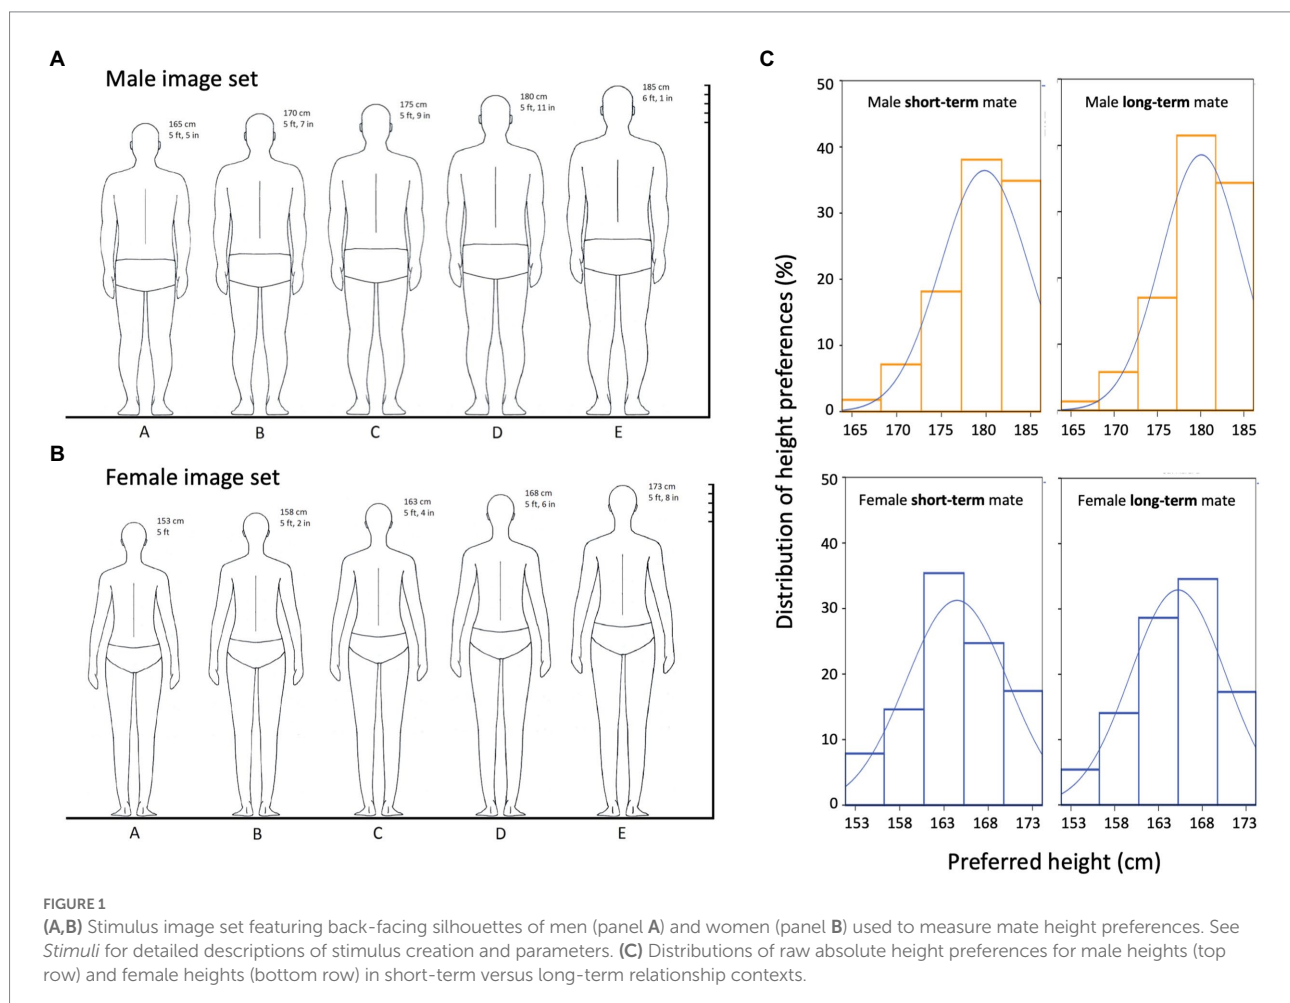 A
Male image set
165 cm
5 ft, 5 in
170 cm
5 ft, 7 in
175 cm
5 ft, 9 in
180 cm
5 ft, 11 in
185 cm
6 ft, 1 in
A B C D E
B
Female image set
153 cm
5 ft
158 cm
5 ft, 2 in
163 cm
5 ft, 4 in
168 cm
5 ft, 6 in
173 cm
5 ft, 8 in
A B C D E
C
Distribution of height preferences (%)
Male short-term mate
50
40
30
20
10
0
165 170 175 180 185
Male long-term mate
165 170 175 180 185
Female short-term mate
50
40
30
20
10
0
153 158 163 168 173
Female long-term mate
153 158 163 168 173
Preferred height (cm)
FIGURE 1
(A,B) Stimulus image set featuring back-facing silhouettes of men (panel A) and women (panel B) used to measure mate height preferences. See
Stimuli for detailed descriptions of stimulus creation and parameters. (C) Distributions of raw absolute height preferences for male heights (top
row) and female heights (bottom row) in short-term versus long-term relationship contexts.